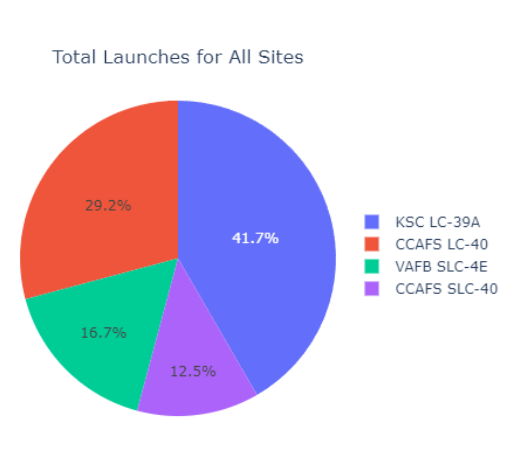 Total Launches for All Sites
29.2%
41.7%
16.7%
12.5%
KSC LC-39A
CCAFS LC-40
VAFB SLC-4E
CCAFS SLC-40